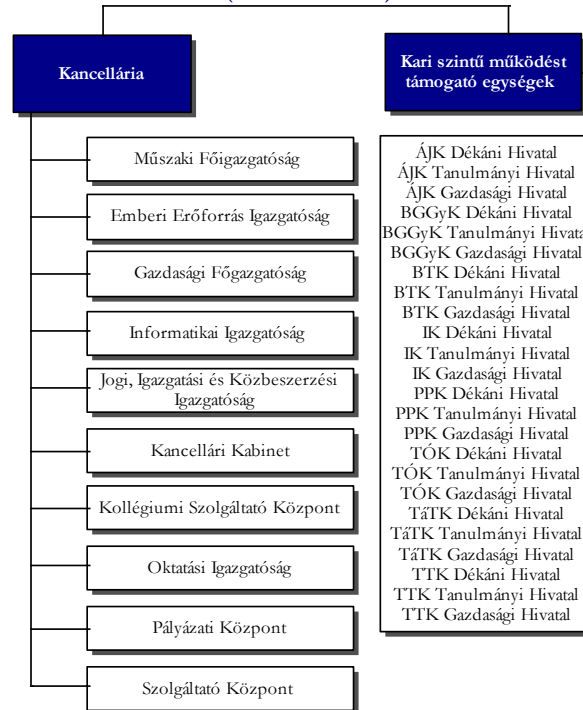 Kancellária
Kari szintű működést
támogató egységek
Műszaki Főigazgatóság
Emberi Erőforrás Igazgatóság
Gazdasági Főgazgatóság
Informatikai Igazgatóság
Jogi, Igazgatási és Közbeszerzési
Igazgatóság
Kancellári Kabinet
Kollégiumi Szolgáltató Központ
Oktatási Igazgatóság
Pályázati Központ
Szolgáltató Központ
ÁJK Dékáni Hivatal
ÁJK Tanulmányi Hivatal
ÁJK Gazdasági Hivatal
BGGyK Dékáni Hivatal
BGGyK Tanulmányi Hivata
BGGyK Gazdasági Hivatal
BTK Dékáni Hivatal
BTK Tanulmányi Hivatal
BTK Gazdasági Hivatal
IK Dékáni Hivatal
IK Tanulmányi Hivatal
IK Gazdasági Hivatal
PPK Dékáni Hivatal
PPK Tanulmányi Hivatal
PPK Gazdasági Hivatal
TÓK Dékáni Hivatal
TÓK Tanulmányi Hivatal
TÓK Gazdasági Hivatal
TáTK Dékáni Hivatal
TáTK Tanulmányi Hivatal
TáTK Gazdasági Hivatal
TTK Dékáni Hivatal
TTK Tanulmányi Hivatal
TTK Gazdasági Hivatal